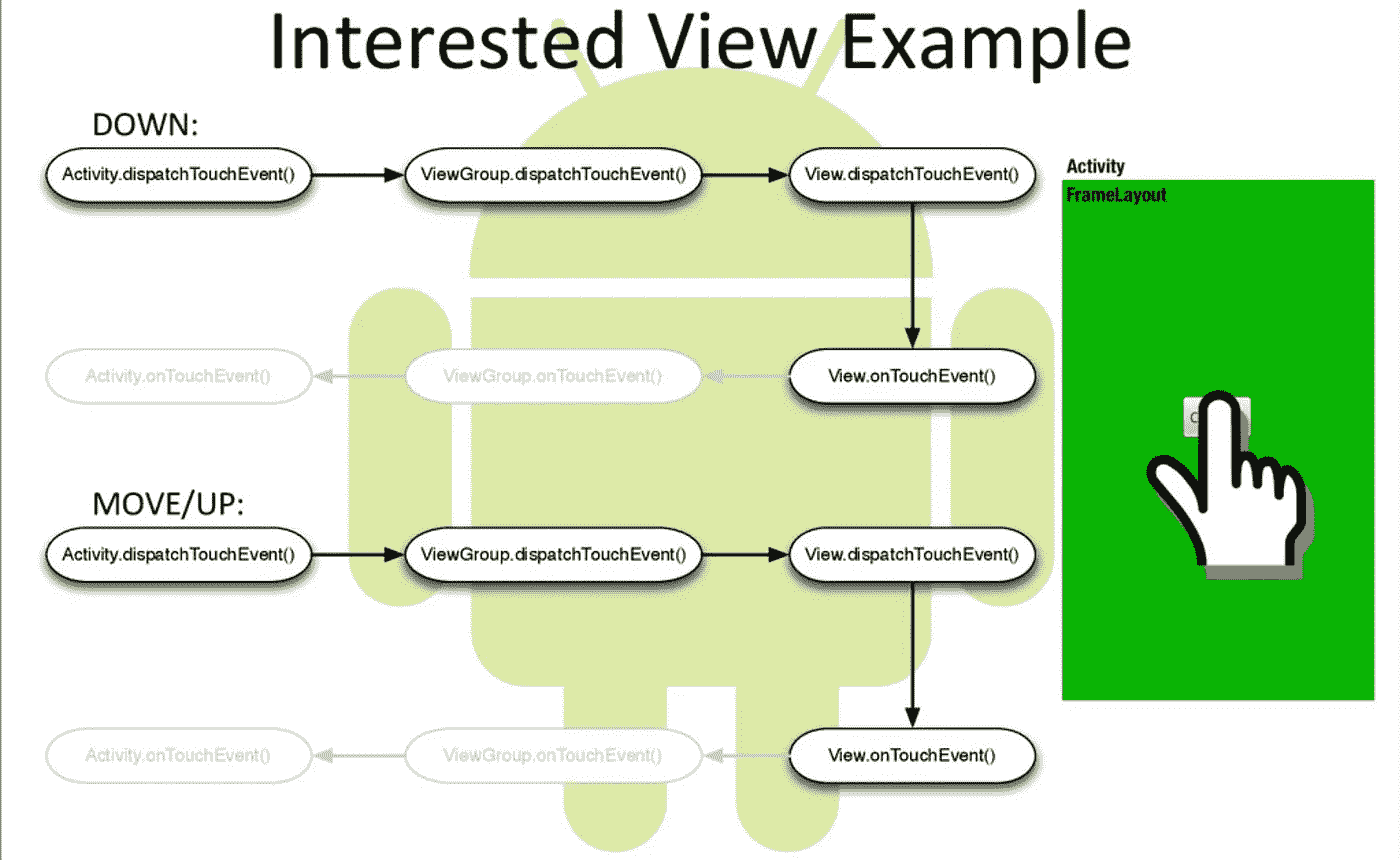 Interested View Example
DOWN:
Activity.dispatchTouchEvent()
ViewGroup.dispatchTouchEvent()
View.dispatchTouchEvent()
Activity
FrameLayout
Activity.onTouchEvent()
ViewGroup.onTouchEvent()
View.onTouchEvent()
MOVE/UP:
Activity.dispatchTouchEvent()
ViewGroup.dispatchTouchEvent()
View.dispatchTouchEvent()
Activity.onTouchEvent()
ViewGroup.onTouchEvent()
View.onTouchEvent()